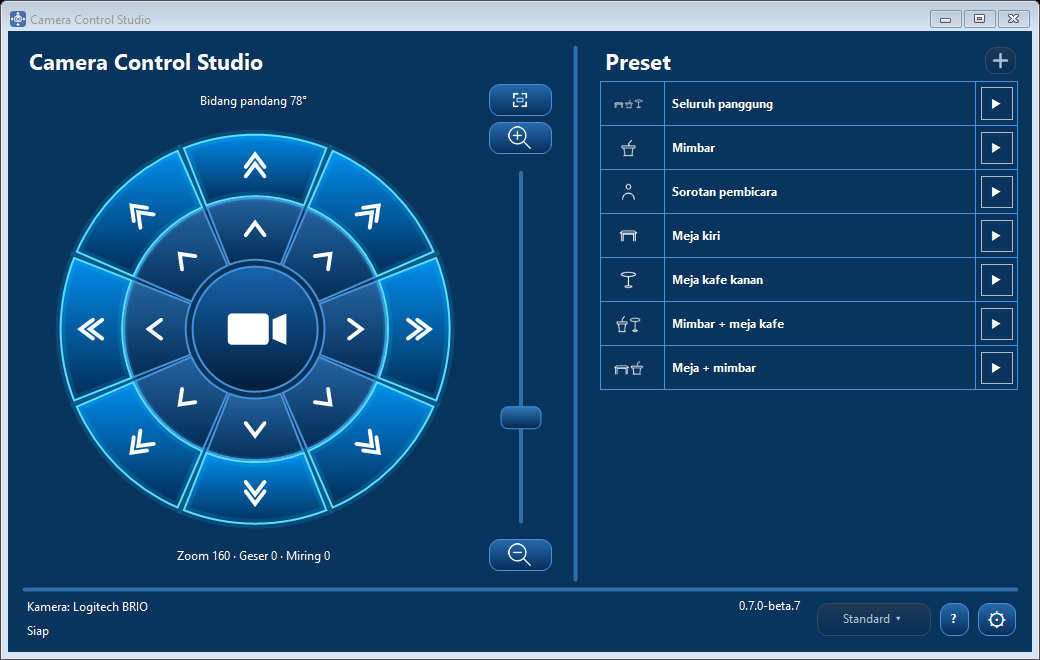 Camera Control Studio
Camera Control Studio
Bidang pandang 78°
Zoom 160 · Geser 0 · Miring 0
Preset
Seluruh panggung
Mimbar
Sorotan pembicara
Meja kiri
Meja kafe kanan
Mimbar + meja kafe
Meja + mimbar
Kamera: Logitech BRIO
Siap
0.7.0-beta.7
Standard
?